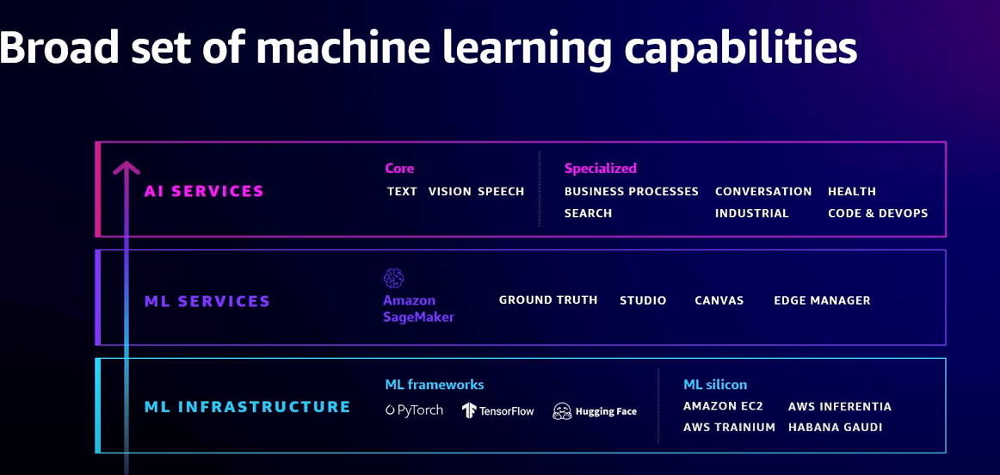 Broad set of machine learning capabilities
AI SERVICES
Core
TEXT VISION SPEECH
Specialized
BUSINESS PROCESSES CONVERSATION HEALTH
SEARCH INDUSTRIAL CODE & DEVOPS
ML SERVICES
Amazon
SageMaker
GROUND TRUTH STUDIO CANVAS EDGE MANAGER
ML INFRASTRUCTURE
ML frameworks
PyTorch TensorFlow Hugging Face
ML silicon
AMAZON EC2 AWS INFERENTIA
AWS TRAINIUM HABANA GAUDI